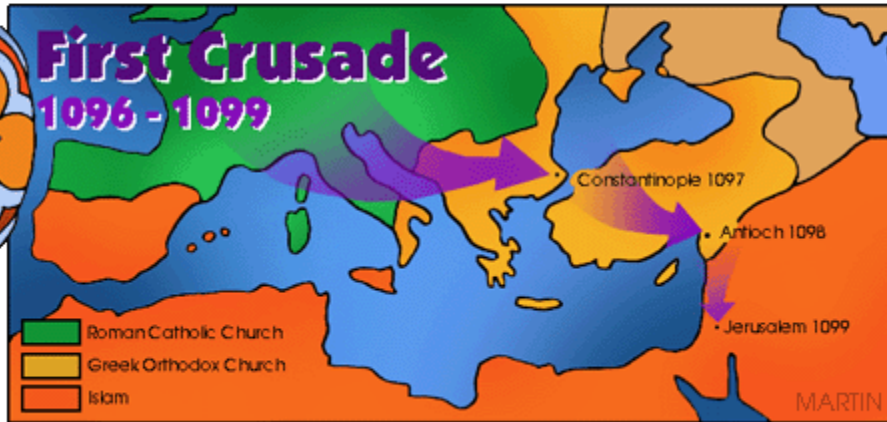 First Crusade
1096 - 1099
Constantinople 1097
Antioch 1098
Jerusalem 1099
Roman Catholic Church
Greek Orthodox Church
Islam
MARTIN